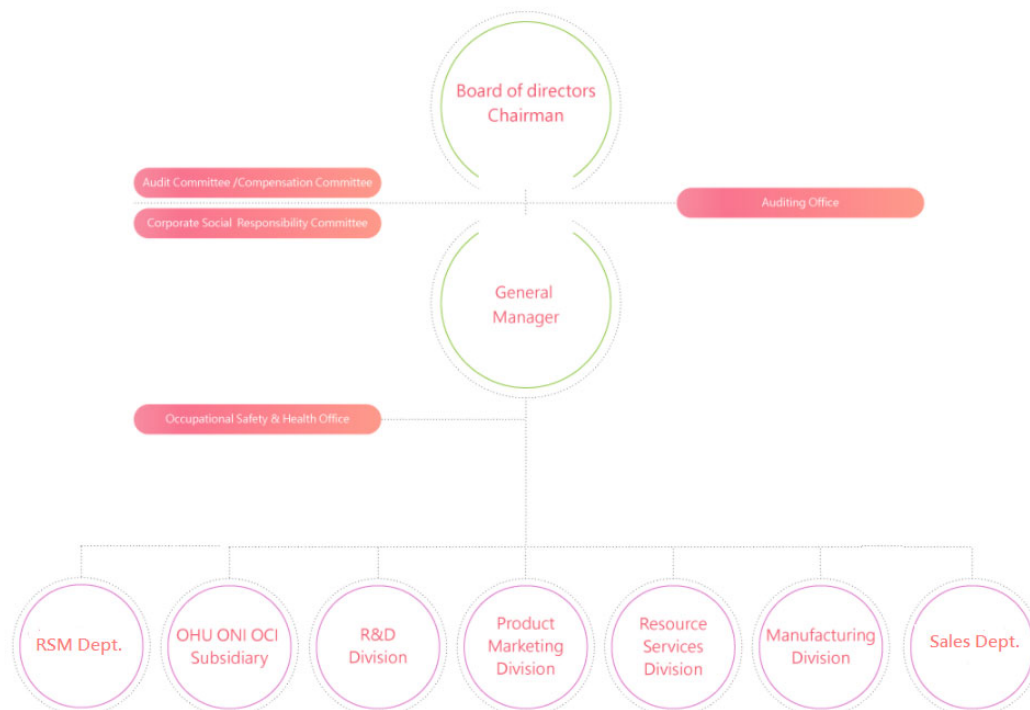 Board of directors
Chairman
Audit Committee /Compensation Committee
Auditing Office
Corporate Social Responsibility Committee
General
Manager
Occupational Safety & Health Office
RSM Dept.
OHU ONI OCI
Subsidiary
R&D
Division
Product
Marketing
Division
Resource
Services
Division
Manufacturing
Division
Sales Dept.